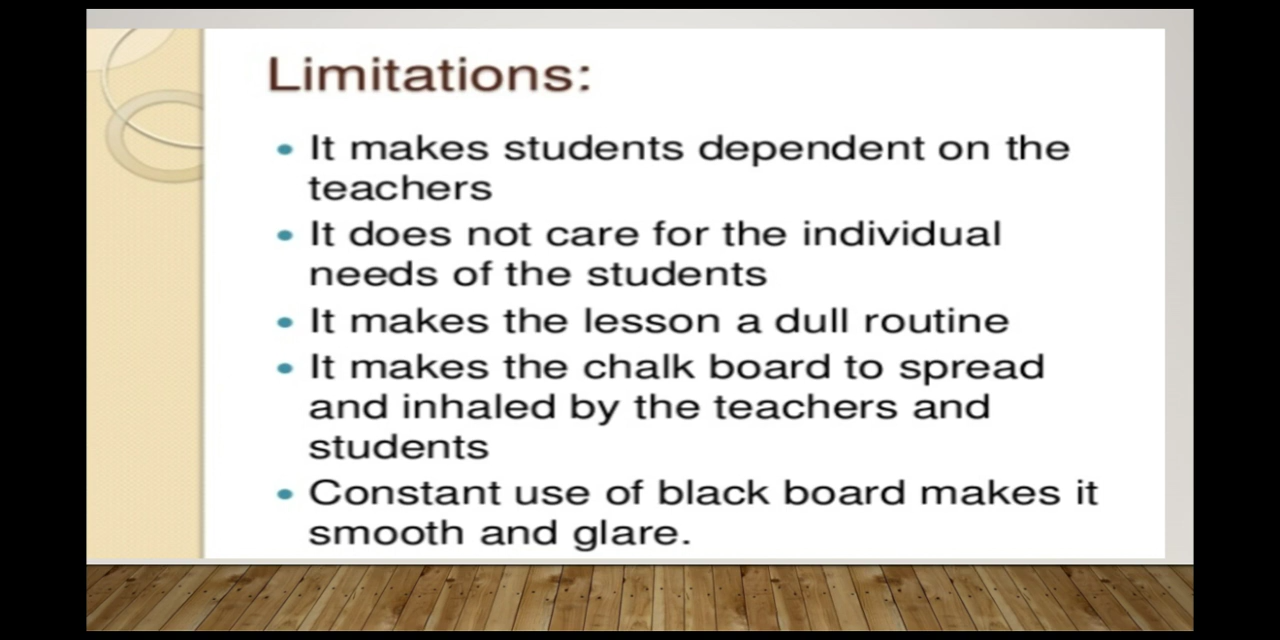 Limitations:
• It makes students dependent on the
teachers
• It does not care for the individual
needs of the students
• It makes the lesson a dull routine
• It makes the chalk board to spread
and inhaled by the teachers and
students
• Constant use of black board makes it
smooth and glare.